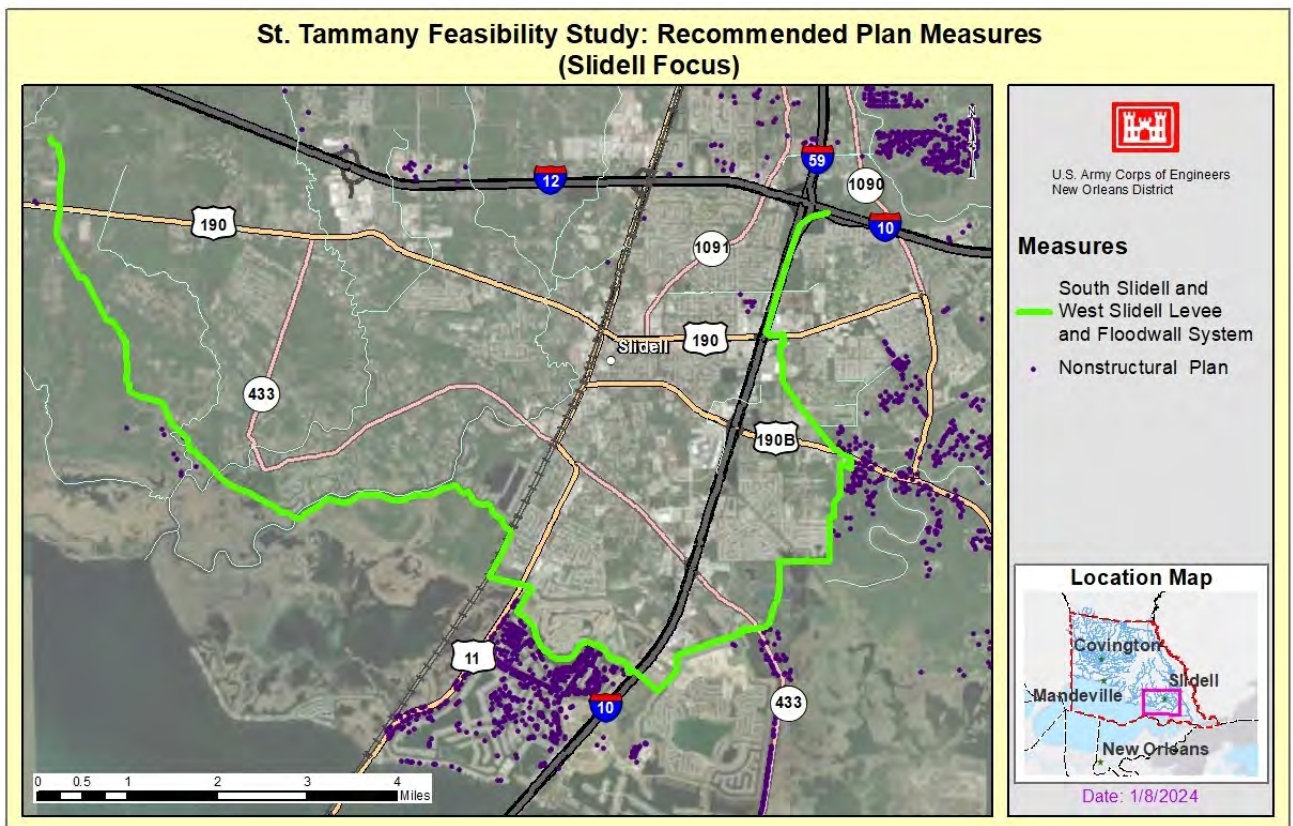 St. Tammany Feasibility Study: Recommended Plan Measures
(Slidell Focus)
N
59
12
1090
190
10
1091
190
Slidell
433
190B
11
10
433
0 0.5 1 2 3 4
Miles
U.S. Army Corps of Engineers
New Orleans District
Measures
South Slidell and
West Slidell Levee
and Floodwall System
Nonstructural Plan
Location Map
Covington
Slidell
Mandeville
New Orleans
Date: 1/8/2024